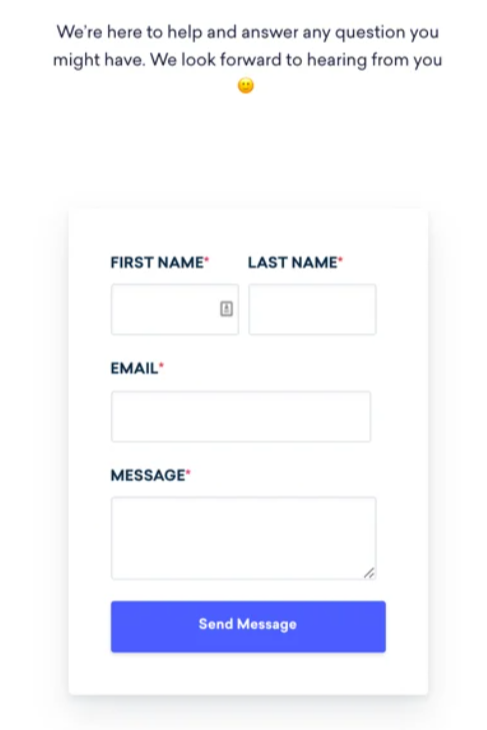 We're here to help and answer any question you
might have. We look forward to hearing from you
🙂
FIRST NAME* LAST NAME*
EMAIL*
MESSAGE*
Send Message